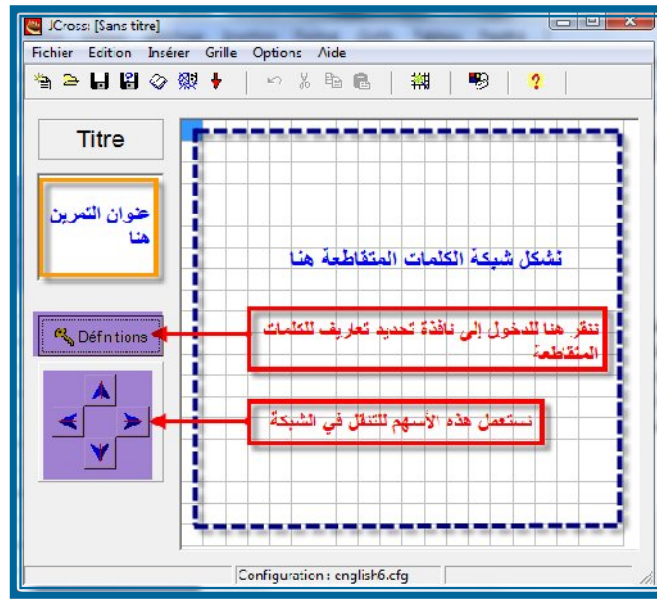 JCross: [Sans titre]
Fichier Edition Insérer Grille Options Aide
Titre
عنوان التمرين
هنا
نشكل شبكة الكلمات المتقاطعة هنا
Défintions
ننقر هنا للدخول إلى نافذة تحديد تعاريف للكلمات
المتقاطعة
نستعمل هذه الأسهم للتنقل في الشبكة
Configuration : english6.cfg